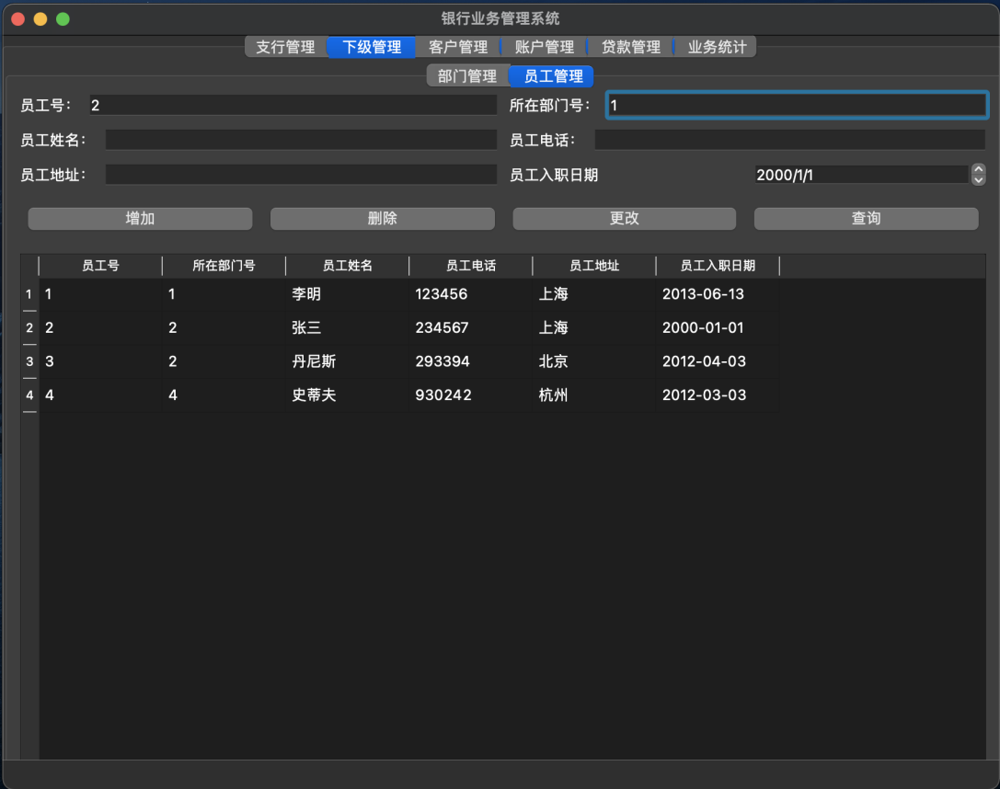 银行业务管理系统
支行管理 下级管理 客户管理 账户管理 贷款管理 业务统计
部门管理 员工管理
员工号： 2 所在部门号： 1
员工姓名： 员工电话：
员工地址： 员工入职日期 2000/1/1
增加 删除 更改 查询
员工号 所在部门号 员工姓名 员工电话 员工地址 员工入职日期
1 1 1 李明 123456 上海 2013-06-13
2 2 2 张三 234567 上海 2000-01-01
3 3 2 丹尼斯 293394 北京 2012-04-03
4 4 4 史蒂夫 930242 杭州 2012-03-03